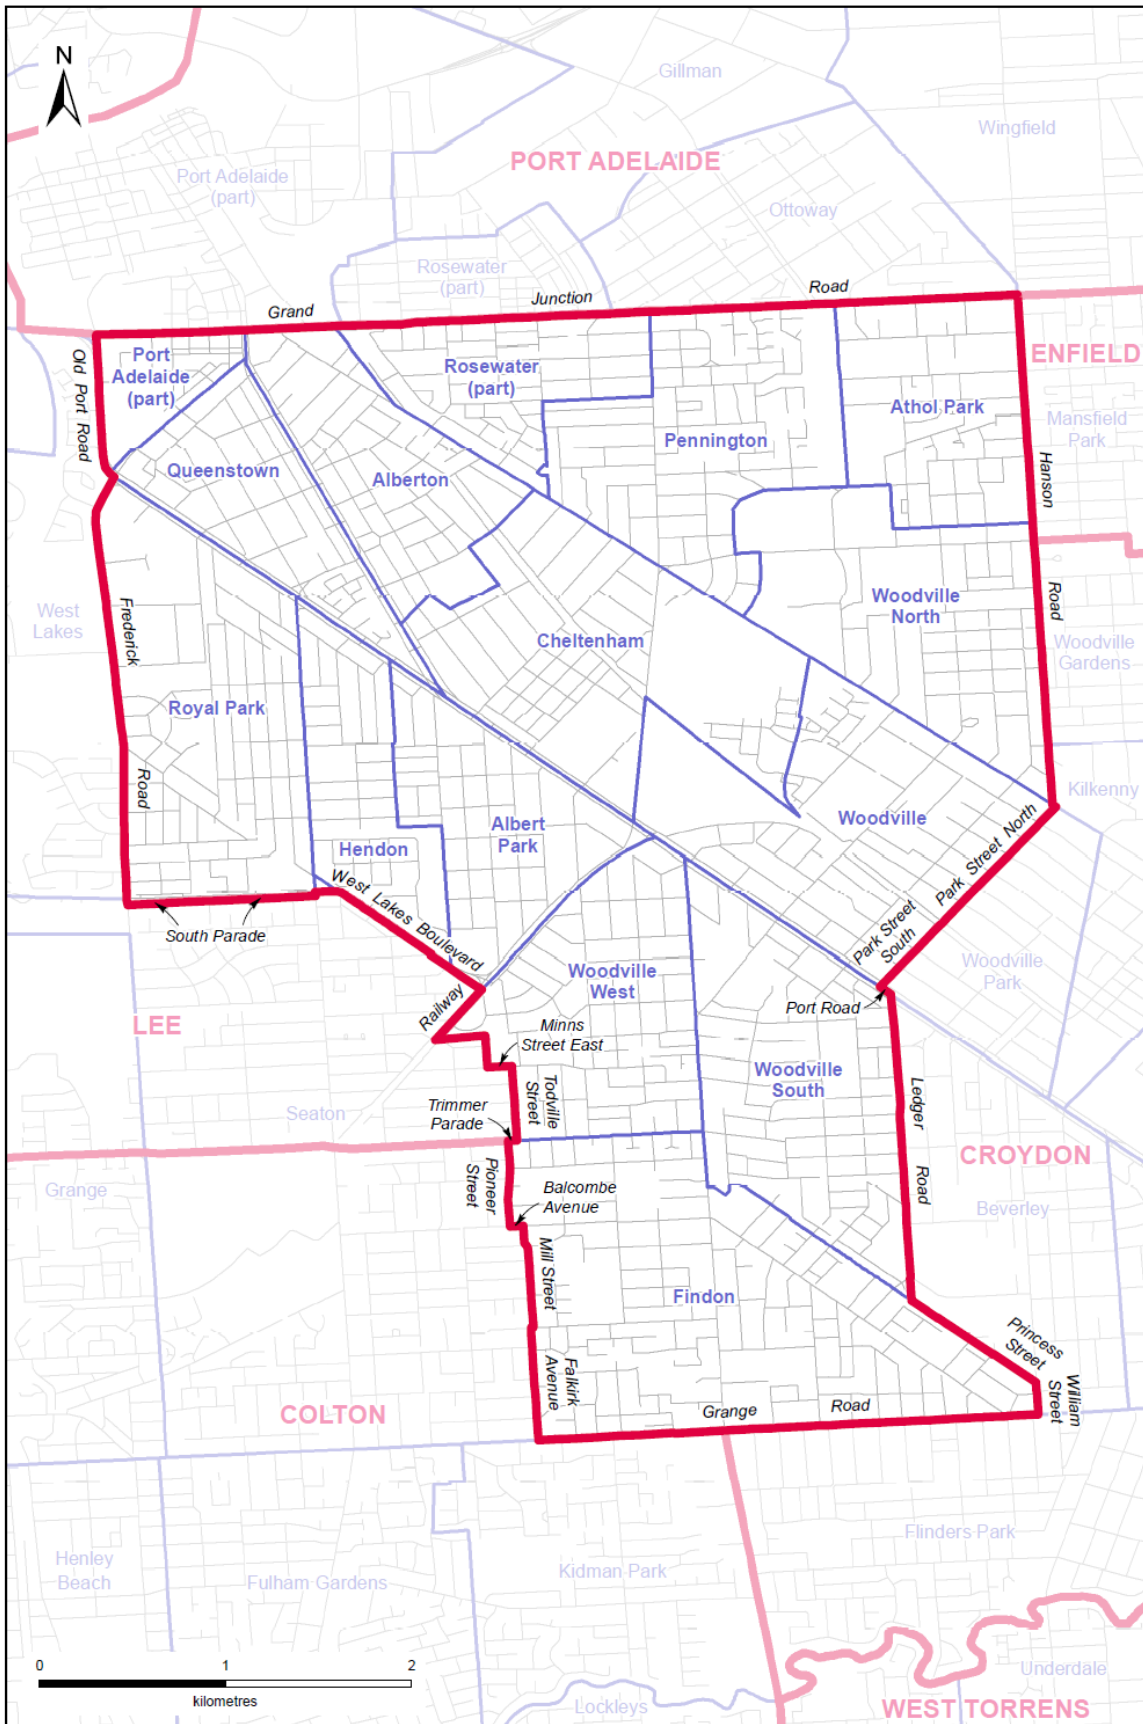 N
Gillman
Wingfield
PORT ADELAIDE
Port Adelaide
(part)
Ottoway
Rosewater
(part)
Grand
Junction
Road
Old Port Road
Port
Adelaide
(part)
Rosewater
(part)
ENFIELD
Athol Park
Mansfield
Park
Pennington
Queenstown
Alberton
Hanson
Road
West
Lakes
Frederick
Road
Woodville
North
Woodville
Gardens
Cheltenham
Royal Park
Kilkenny
Albert
Park
Woodville
Hendon
Park Street North
Park Street
South
West Lakes Boulevard
South Parade
Woodville
West
Woodville
Park
Port Road
LEE
Railway
Minns
Street East
Woodville
South
Todville
Street
Ledger
Road
Trimmer
Parade
Seaton
CROYDON
Pioneer
Street
Grange
Balcombe
Avenue
Beverley
Mill Street
Findon
Princess
Street
Falkirk
Avenue
William
Street
COLTON
Grange
Road
Flinders Park
Henley
Beach
Fulham Gardens
Kidman Park
0
1
2
kilometres
Underdale
Lockleys
WEST TORRENS